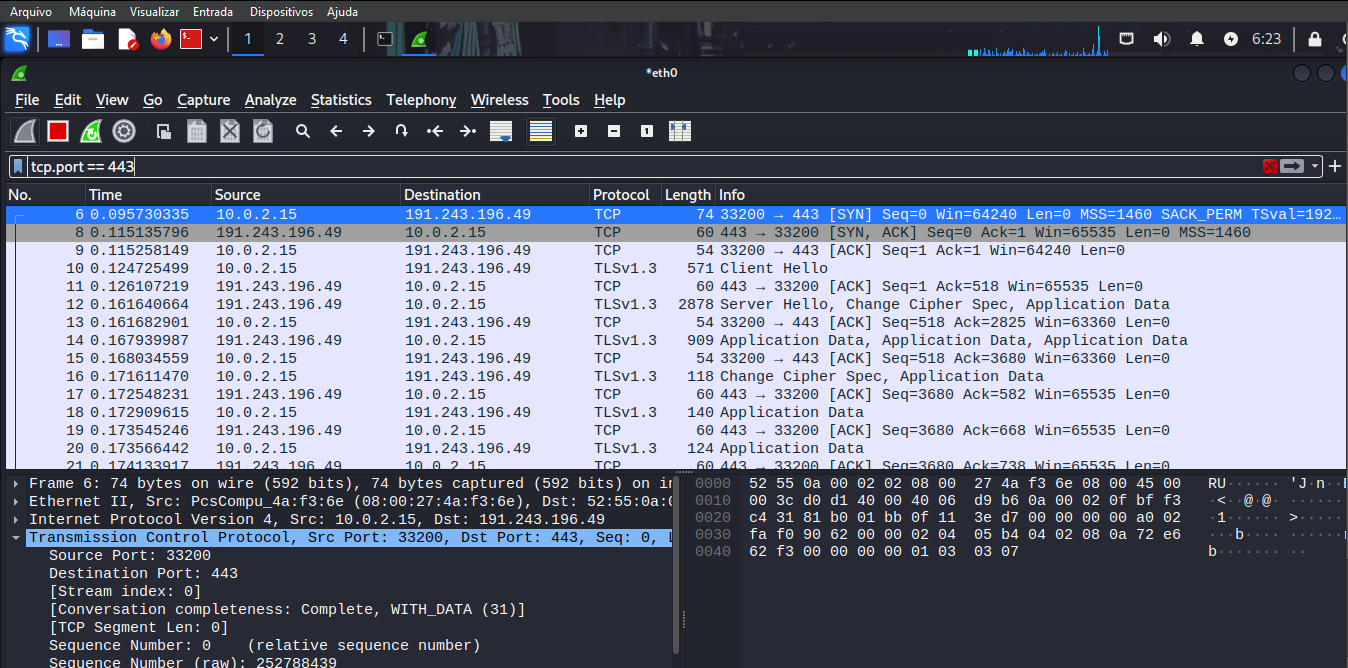 Arquivo Máquina Visualizar Entrada Dispositivos Ajuda
1 2 3 4 6:23
*eth0
File Edit View Go Capture Analyze Statistics Telephony Wireless Tools Help
tcp.port == 443
No. Time Source Destination Protocol Length Info
6 0.095730335 10.0.2.15 191.243.196.49 TCP 74 33200 → 443 [SYN] Seq=0 Win=64240 Len=0 MSS=1460 SACK_PERM TSval=192…
8 0.115135796 191.243.196.49 10.0.2.15 TCP 60 443 → 33200 [SYN, ACK] Seq=0 Ack=1 Win=65535 Len=0 MSS=1460
9 0.115258149 10.0.2.15 191.243.196.49 TCP 54 33200 → 443 [ACK] Seq=1 Ack=1 Win=64240 Len=0
10 0.124725499 10.0.2.15 191.243.196.49 TLSv1.3 571 Client Hello
11 0.126107219 191.243.196.49 10.0.2.15 TCP 60 443 → 33200 [ACK] Seq=1 Ack=518 Win=65535 Len=0
12 0.161640664 191.243.196.49 10.0.2.15 TLSv1.3 2878 Server Hello, Change Cipher Spec, Application Data
13 0.161682901 10.0.2.15 191.243.196.49 TCP 54 33200 → 443 [ACK] Seq=518 Ack=2825 Win=63360 Len=0
14 0.167939987 191.243.196.49 10.0.2.15 TLSv1.3 909 Application Data, Application Data, Application Data
15 0.168034559 10.0.2.15 191.243.196.49 TCP 54 33200 → 443 [ACK] Seq=518 Ack=3680 Win=63360 Len=0
16 0.171611470 10.0.2.15 191.243.196.49 TLSv1.3 118 Change Cipher Spec, Application Data
17 0.172548231 191.243.196.49 10.0.2.15 TCP 60 443 → 33200 [ACK] Seq=3680 Ack=582 Win=65535 Len=0
18 0.172909615 10.0.2.15 191.243.196.49 TLSv1.3 140 Application Data
19 0.173545246 191.243.196.49 10.0.2.15 TCP 60 443 → 33200 [ACK] Seq=3680 Ack=668 Win=65535 Len=0
20 0.173566442 10.0.2.15 191.243.196.49 TLSv1.3 124 Application Data
21 0.174133917 191.243.196.49 10.0.2.15 TCP 60 443 → 33200 [ACK] Seq=3680 Ack=738 Win=65535 Len=0
Frame 6: 74 bytes on wire (592 bits), 74 bytes captured (592 bits) on in
Ethernet II, Src: PcsCompu_4a:f3:6e (08:00:27:4a:f3:6e), Dst: 52:55:0a:0
Internet Protocol Version 4, Src: 10.0.2.15, Dst: 191.243.196.49
Transmission Control Protocol, Src Port: 33200, Dst Port: 443, Seq: 0, L
Source Port: 33200
Destination Port: 443
[Stream index: 0]
[Conversation completeness: Complete, WITH_DATA (31)]
[TCP Segment Len: 0]
Sequence Number: 0 (relative sequence number)
Sequence Number (raw): 252788439
0000 52 55 0a 00 02 02 08 00 27 4a f3 6e 08 00 45 00 RU······ 'J·n··E
0010 00 3c d0 d1 40 00 40 06 d9 b6 0a 00 02 0f bf f3 ·<··@·@· ······
0020 c4 31 81 b0 01 bb 0f 11 3e d7 00 00 00 00 a0 02 ·1······ >·····
0030 fa f0 90 62 00 00 02 04 05 b4 04 02 08 0a 72 e6 ···b···· ······r
0040 62 f3 00 00 00 00 01 03 03 07 b······· ··